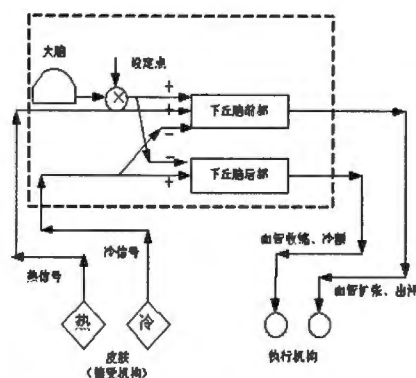 大脑
设定点
+
+
下丘脑前部
−
−
下丘脑后部
+
血管收缩、冷颤
热信号
冷信号
血管扩张、出汗
热
冷
皮肤
执行机构
（接受机构）